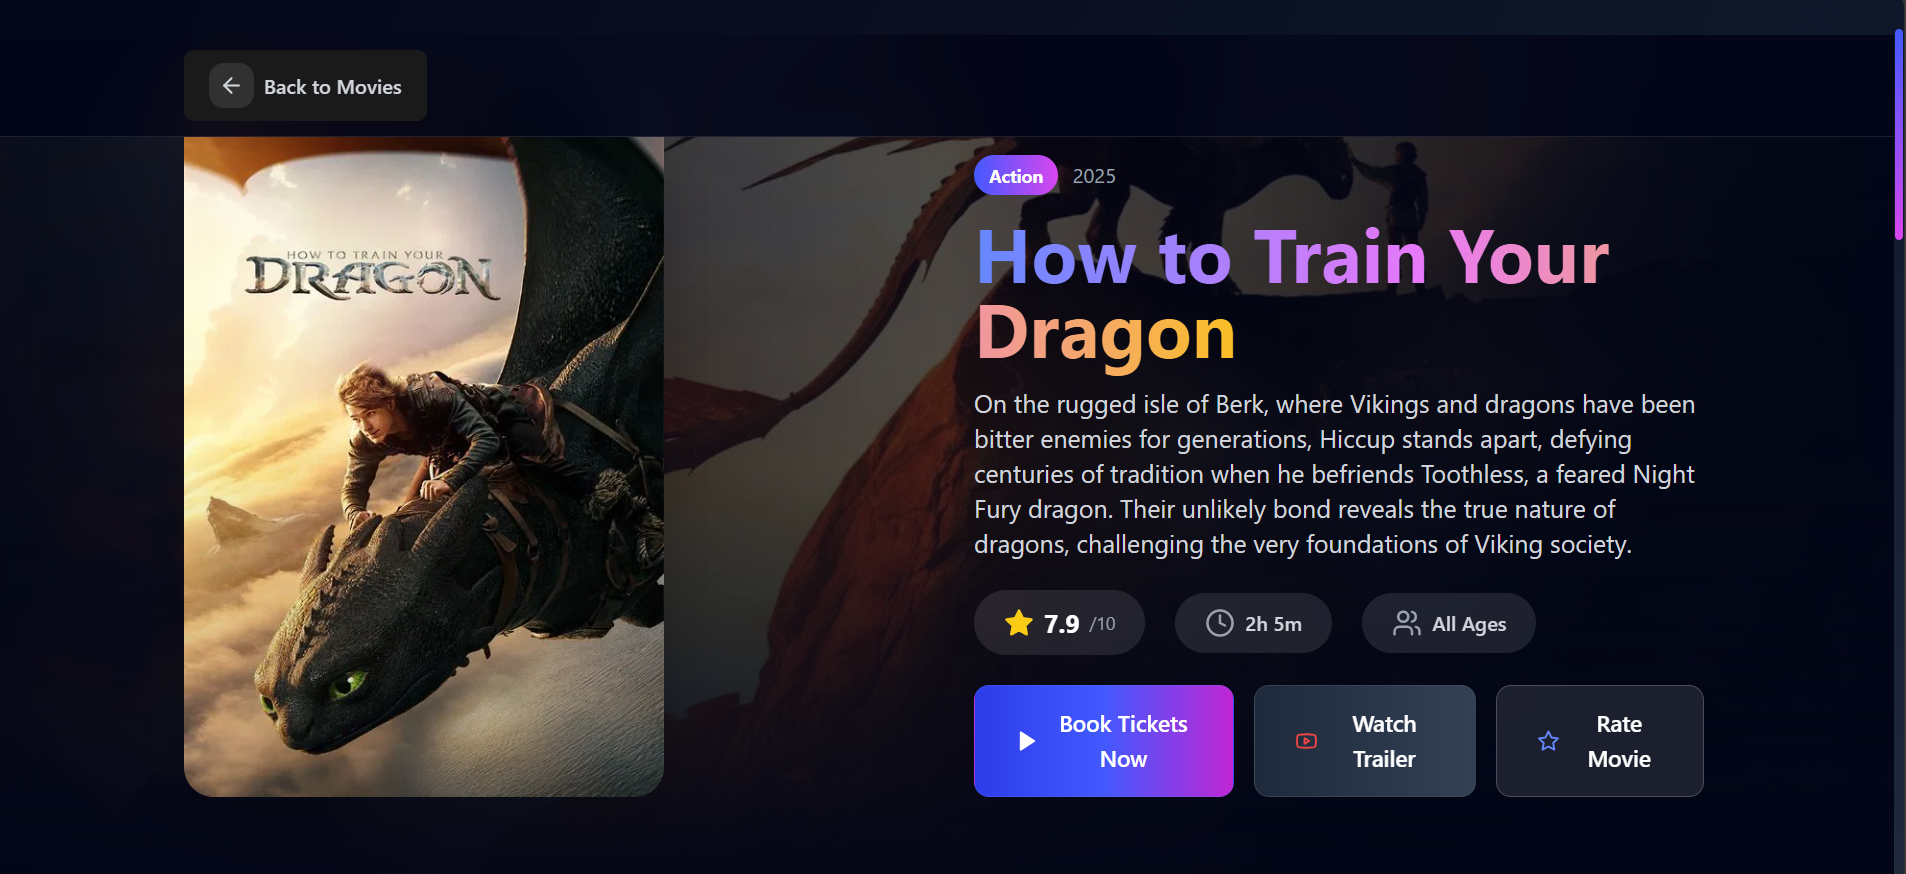 Back to Movies
HOW TO TRAIN YOUR
DRAGON
Action 2025
How to Train Your
Dragon
On the rugged isle of Berk, where Vikings and dragons have been
bitter enemies for generations, Hiccup stands apart, defying
centuries of tradition when he befriends Toothless, a feared Night
Fury dragon. Their unlikely bond reveals the true nature of
dragons, challenging the very foundations of Viking society.
7.9 /10
2h 5m
All Ages
Book Tickets
Now
Watch
Trailer
Rate
Movie